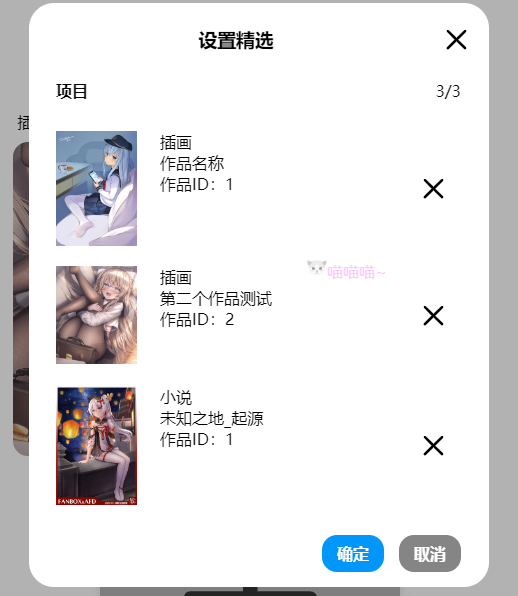 设置精选
项目 3/3
插
插画
作品名称
作品ID：1
喵喵喵~
插画
第二个作品测试
作品ID：2
小说
未知之地_起源
作品ID：1
FANBOX&AFD
确定 取消